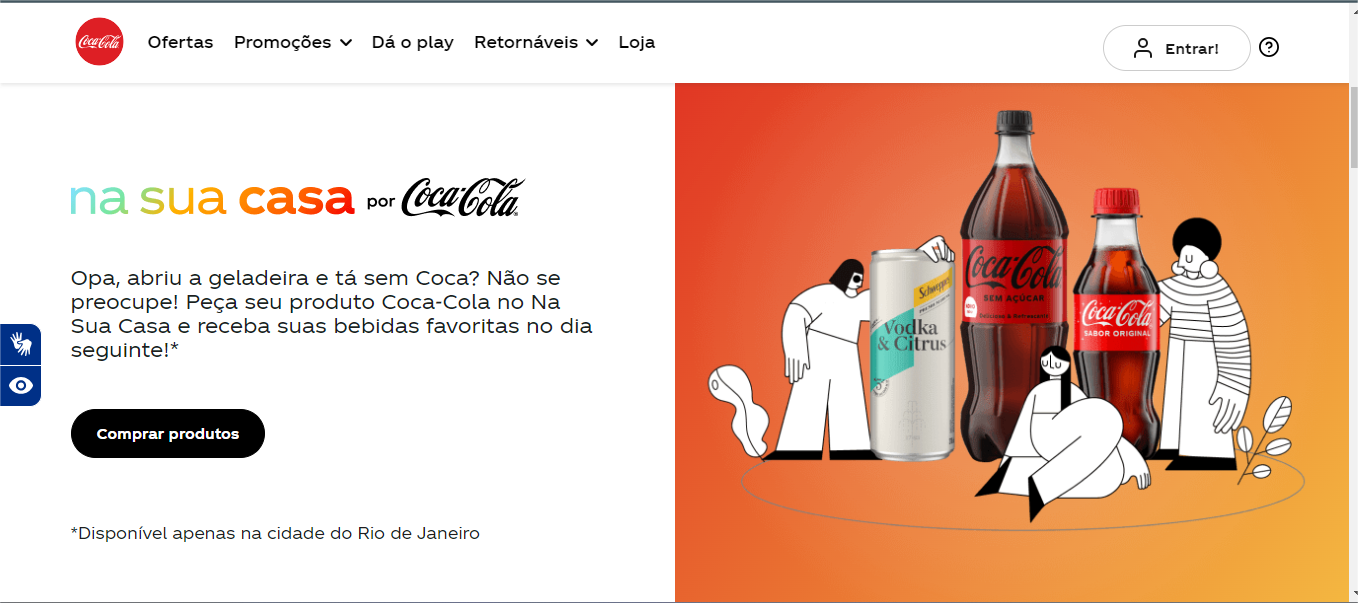 Coca-Cola Ofertas Promoções Dá o play Retornáveis Loja Entrar!
na sua casa por Coca-Cola
Opa, abriu a geladeira e tá sem Coca? Não se
preocupe! Peça seu produto Coca-Cola no Na
Sua Casa e receba suas bebidas favoritas no dia
seguinte!*
Comprar produtos
*Disponível apenas na cidade do Rio de Janeiro
Schweppes
Vodka
& Citrus
Coca-Cola
SEM AÇÚCAR
Coca-Cola
SABOR ORIGINAL